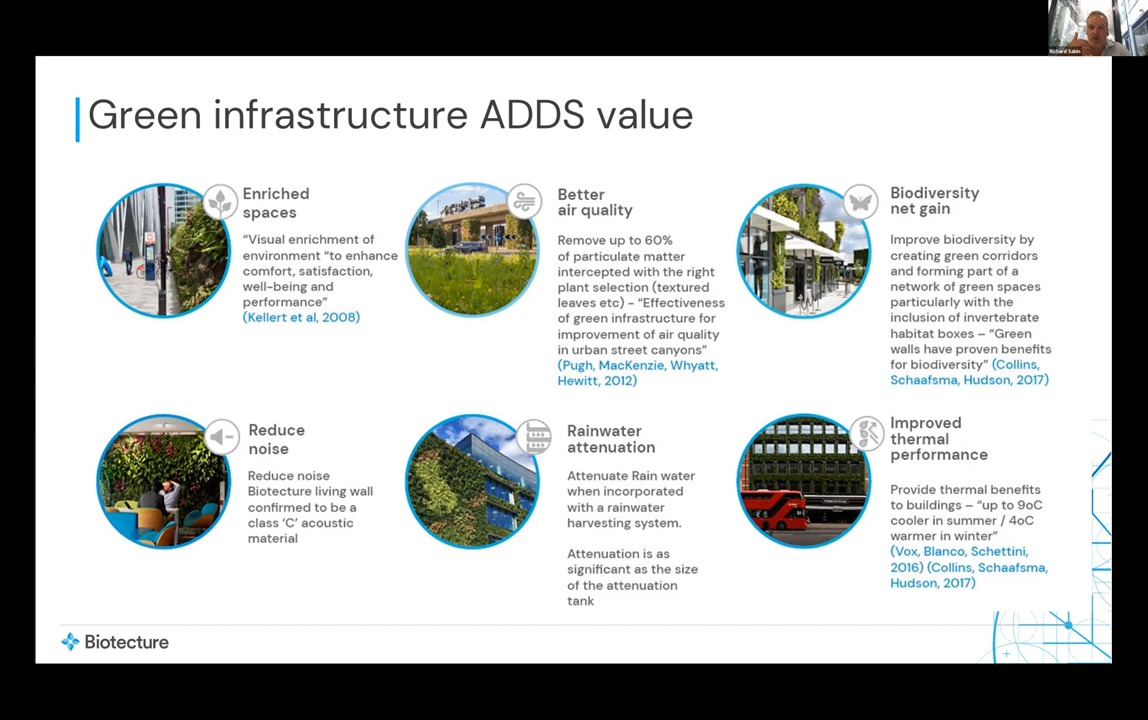 Richard Sabin
Green infrastructure ADDS value
Enriched
spaces
“Visual enrichment of
environment “to enhance
comfort, satisfaction,
well-being and
performance”
(Kellert et al, 2008)
Better
air quality
Remove up to 60%
of particulate matter
intercepted with the right
plant selection (textured
leaves etc) – “Effectiveness
of green infrastructure for
improvement of air quality
in urban street canyons”
(Pugh, MacKenzie, Whyatt,
Hewitt, 2012)
Biodiversity
net gain
Improve biodiversity by
creating green corridors
and forming part of a
network of green spaces
particularly with the
inclusion of invertebrate
habitat boxes – “Green
walls have proven benefits
for biodiversity” (Collins,
Schaafsma, Hudson, 2017)
Reduce
noise
Reduce noise
Biotecture living wall
confirmed to be a
class ‘C’ acoustic
material
Rainwater
attenuation
Attenuate Rain water
when incorporated
with a rainwater
harvesting system.
Attenuation is as
significant as the size
of the attenuation
tank
Improved
thermal
performance
Provide thermal benefits
to buildings – “up to 9oC
cooler in summer / 4oC
warmer in winter”
(Vox, Blanco, Schettini,
2016) (Collins, Schaafsma,
Hudson, 2017)
Biotecture